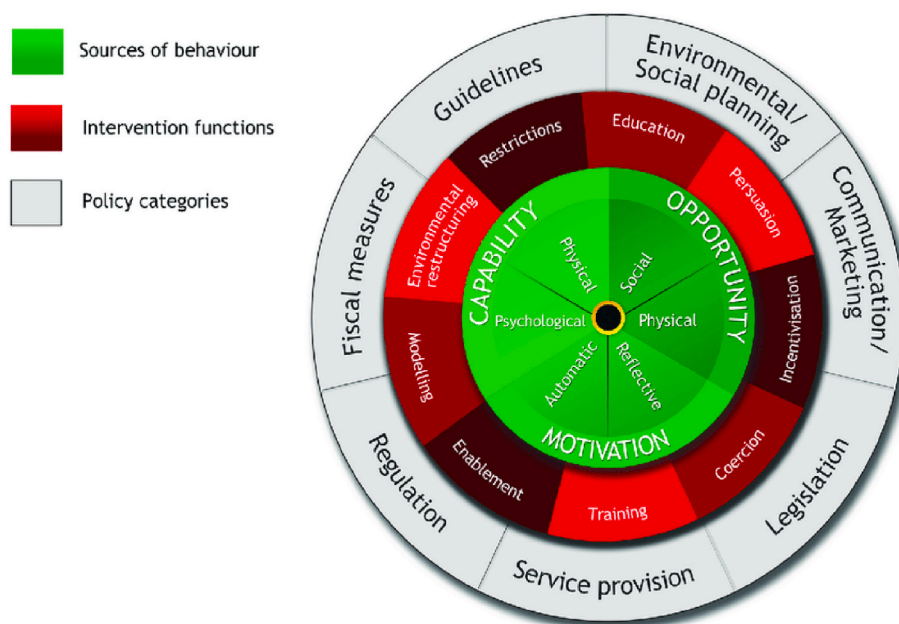 Sources of behaviour
Intervention functions
Policy categories
Guidelines
Environmental/
Social planning
Communication/
Marketing
Legislation
Service provision
Regulation
Fiscal measures
Restrictions
Education
Persuasion
Incentivisation
Coercion
Training
Enablement
Modelling
Environmental
restructuring
CAPABILITY
OPPORTUNITY
MOTIVATION
Physical
Social
Psychological
Physical
Automatic
Reflective